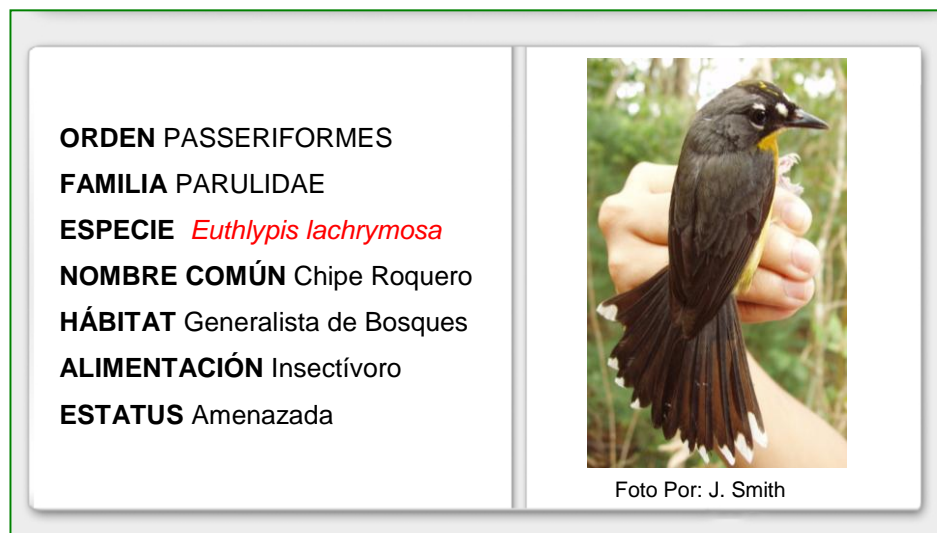 ORDEN PASSERIFORMES
FAMILIA PARULIDAE
ESPECIE Euthlypis lachrymosa
NOMBRE COMÚN Chipe Roquero
HÁBITAT Generalista de Bosques
ALIMENTACIÓN Insectívoro
ESTATUS Amenazada
Foto Por: J. Smith